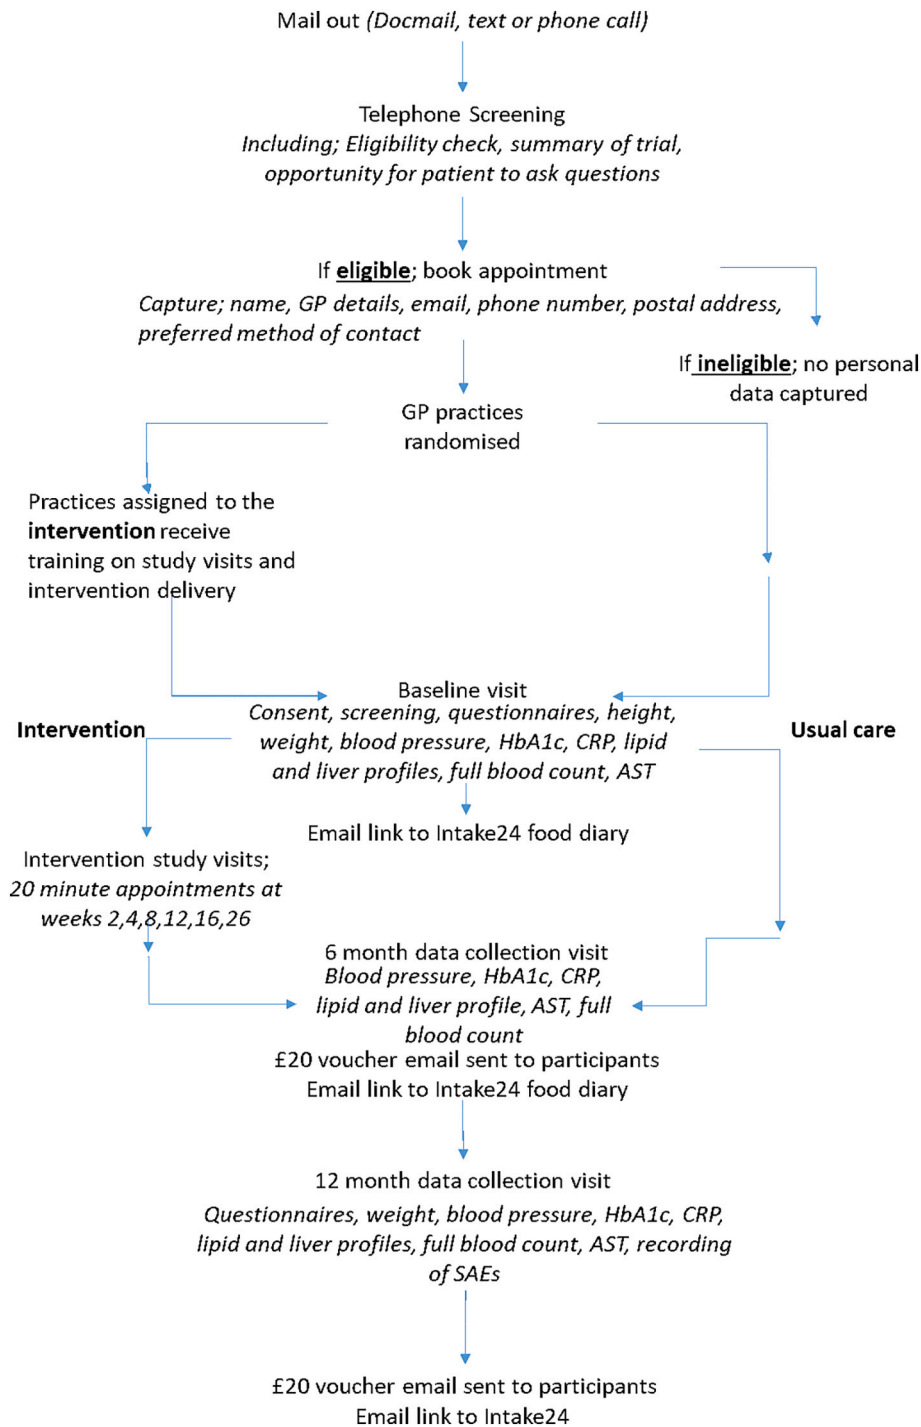 Mail out (Docmail, text or phone call)
Telephone Screening
Including; Eligibility check, summary of trial,
opportunity for patient to ask questions
If eligible; book appointment
Capture; name, GP details, email, phone number, postal address,
preferred method of contact
If ineligible; no personal
data captured
GP practices
randomised
Practices assigned to the
intervention receive
training on study visits and
intervention delivery
Baseline visit
Consent, screening, questionnaires, height,
weight, blood pressure, HbA1c, CRP, lipid
and liver profiles, full blood count, AST
Intervention
Usual care
Email link to Intake24 food diary
Intervention study visits;
20 minute appointments at
weeks 2,4,8,12,16,26
6 month data collection visit
Blood pressure, HbA1c, CRP,
lipid and liver profile, AST, full
blood count
£20 voucher email sent to participants
Email link to Intake24 food diary
12 month data collection visit
Questionnaires, weight, blood pressure, HbA1c, CRP,
lipid and liver profiles, full blood count, AST, recording
of SAEs
£20 voucher email sent to participants
Email link to Intake24